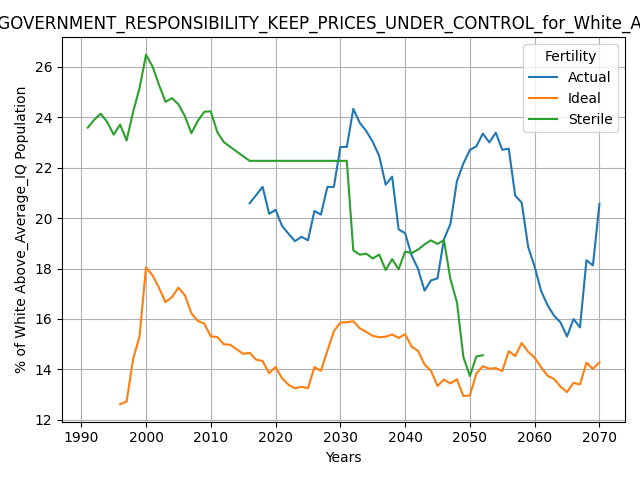 GOVERNMENT_RESPONSIBILITY_KEEP_PRICES_UNDER_CONTROL_for_White_A
Fertility
Actual
Ideal
Sterile
% of White Above_Average_IQ Population
26
24
22
20
18
16
14
12
1990 2000 2010 2020 2030 2040 2050 2060 2070
Years